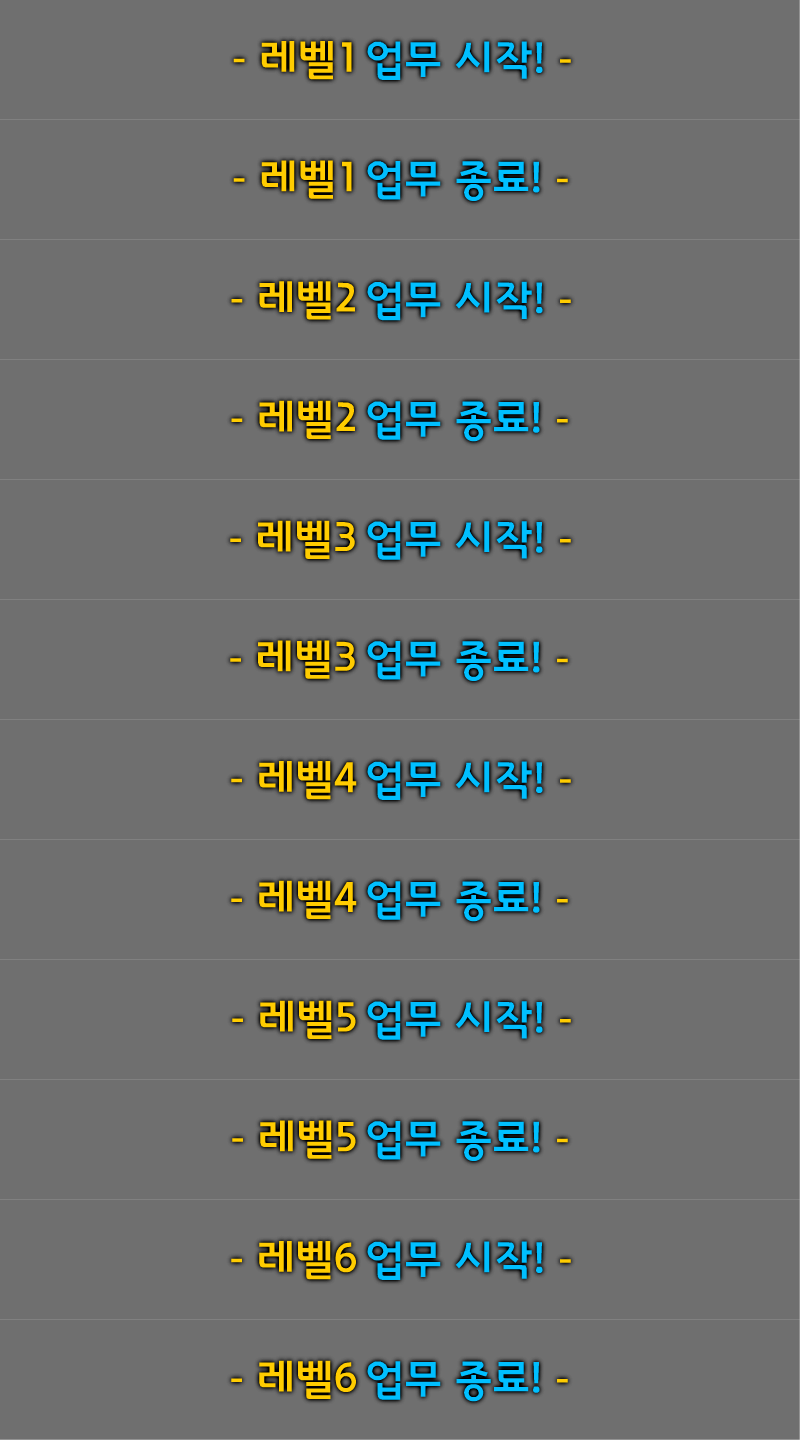 - 레벨1 업무 시작! -
- 레벨1 업무 종료! -
- 레벨2 업무 시작! -
- 레벨2 업무 종료! -
- 레벨3 업무 시작! -
- 레벨3 업무 종료! -
- 레벨4 업무 시작! -
- 레벨4 업무 종료! -
- 레벨5 업무 시작! -
- 레벨5 업무 종료! -
- 레벨6 업무 시작! -
- 레벨6 업무 종료! -